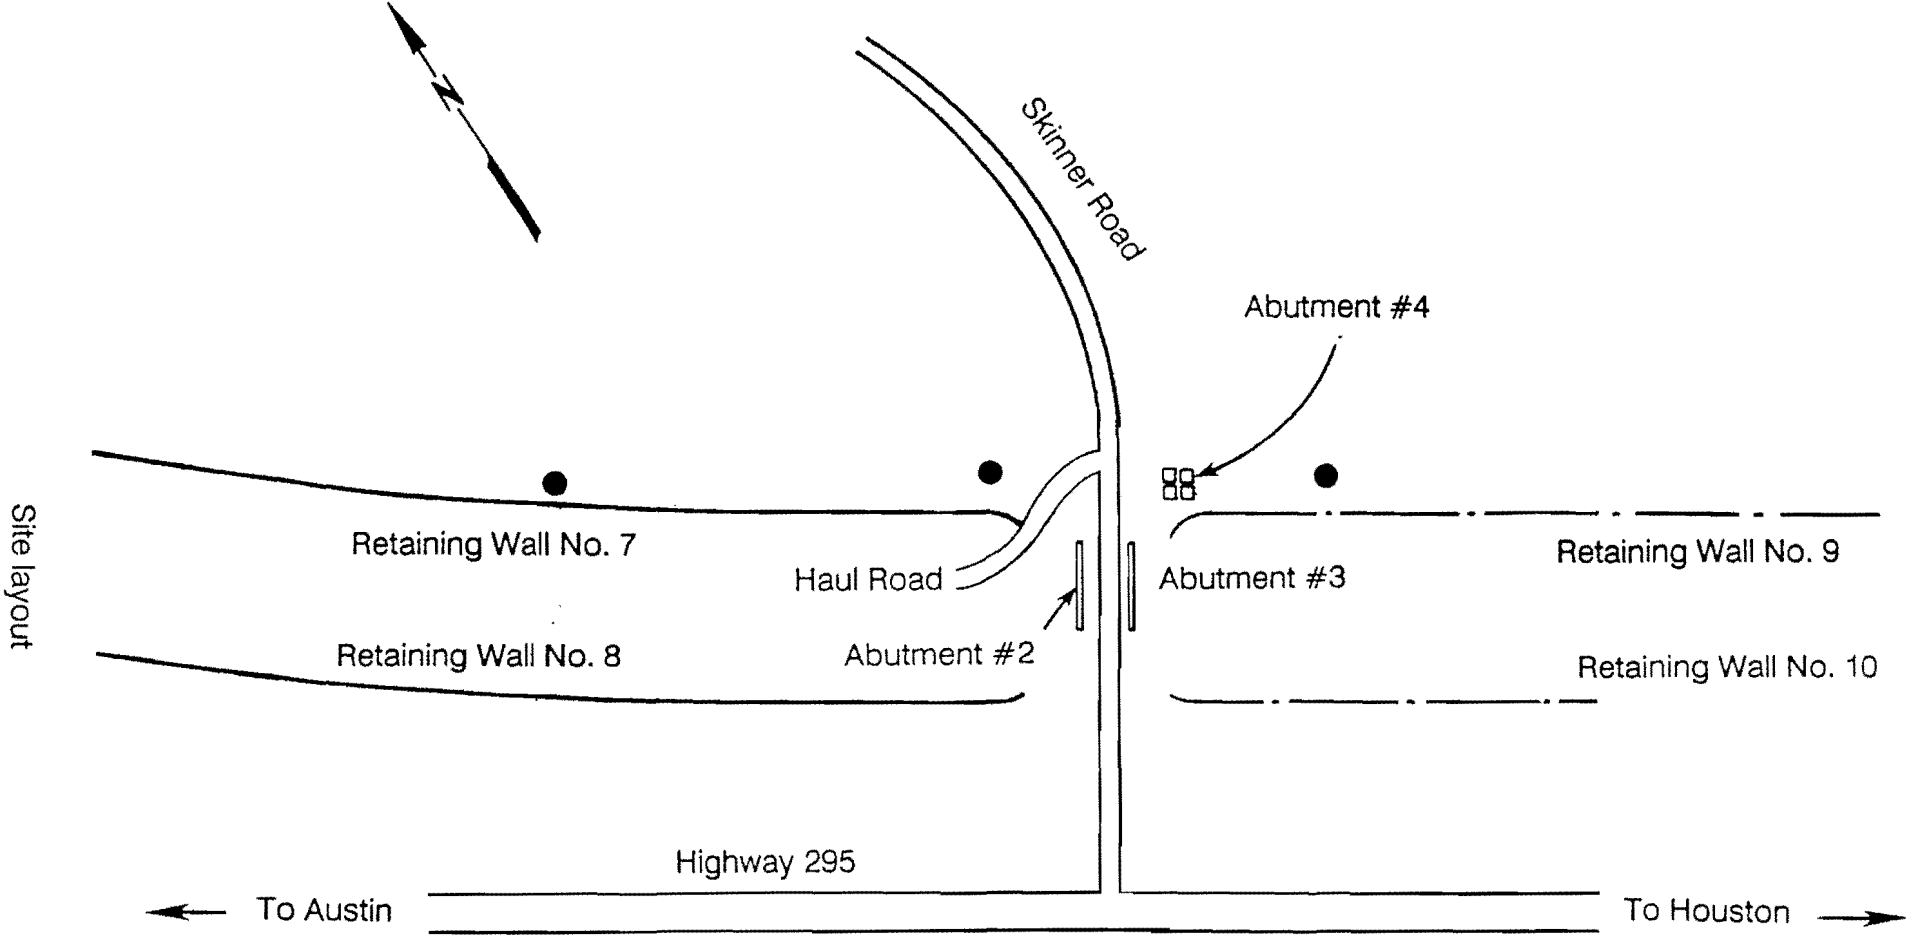 N
Skinner Road
Abutment #4
Retaining Wall No. 7
Retaining Wall No. 9
Haul Road
Abutment #3
Site layout
Retaining Wall No. 8
Abutment #2
Retaining Wall No. 10
Highway 295
To Austin
To Houston